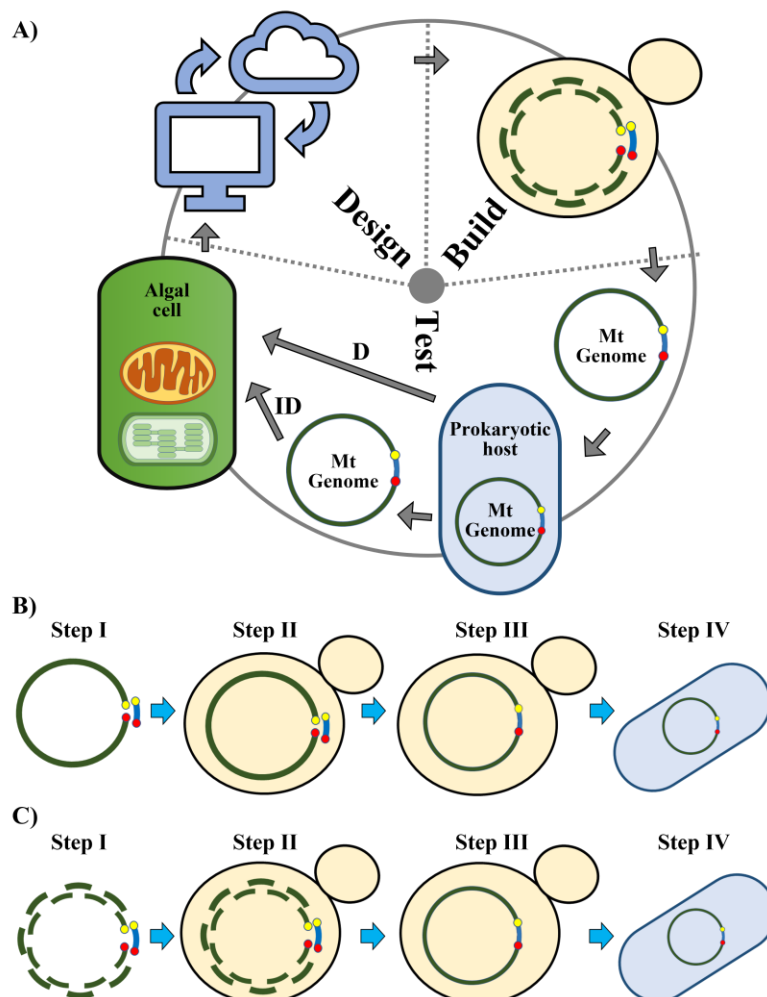 A)
Design
Build
Test
Algal
cell
D
ID
Mt
Genome
Prokaryotic
host
Mt
Genome
Mt
Genome
B)
Step I
Step II
Step III
Step IV
C)
Step I
Step II
Step III
Step IV